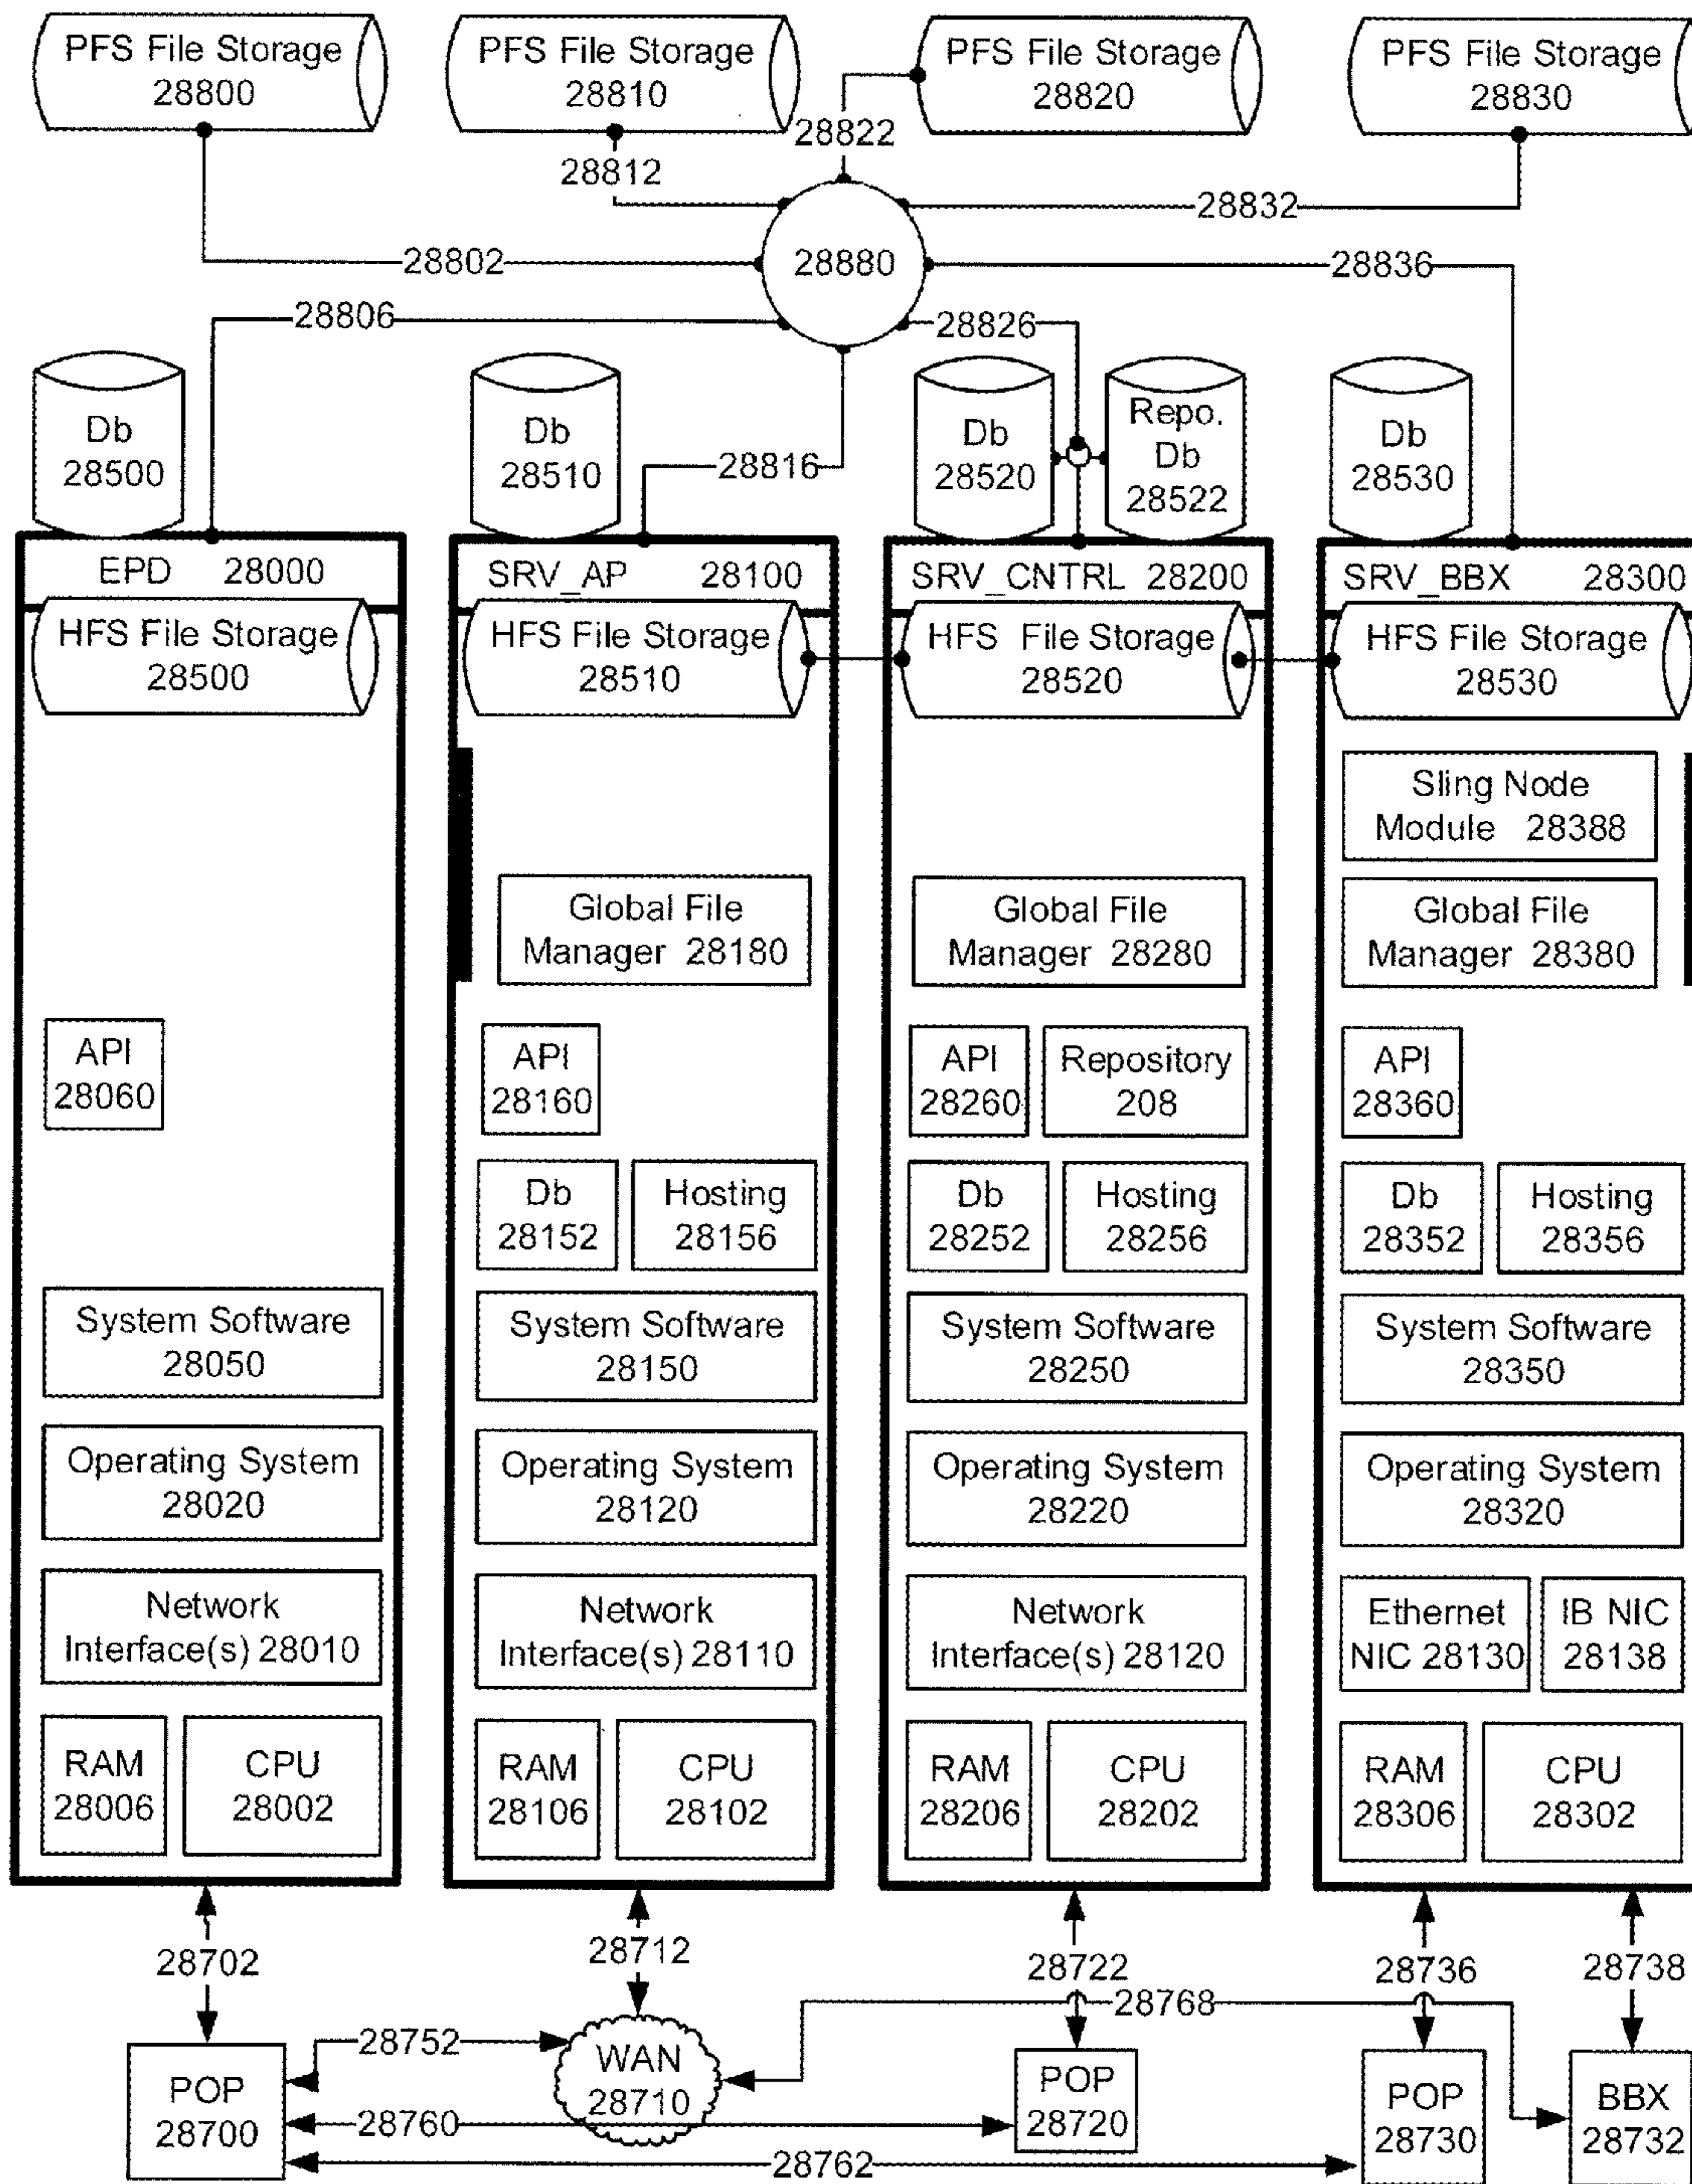 PFS File Storage
28800
PFS File Storage
28810
PFS File Storage
28820
PFS File Storage
28830
28822
28812
28832
28802
28880
28836
28806
28826
Db
28500
Db
28510
28816
Db
28520
Repo.
Db
28522
Db
28530
EPD 28000
HFS File Storage
28500
API
28060
System Software
28050
Operating System
28020
Network
Interface(s) 28010
RAM
28006
CPU
28002
SRV_AP 28100
HFS File Storage
28510
Global File
Manager 28180
API
28160
Db
28152
Hosting
28156
System Software
28150
Operating System
28120
Network
Interface(s) 28110
RAM
28106
CPU
28102
SRV_CNTRL 28200
HFS File Storage
28520
Global File
Manager 28280
API
28260
Repository
208
Db
28252
Hosting
28256
System Software
28250
Operating System
28220
Network
Interface(s) 28120
RAM
28206
CPU
28202
SRV_BBX 28300
HFS File Storage
28530
Sling Node
Module 28388
Global File
Manager 28380
API
28360
Db
28352
Hosting
28356
System Software
28350
Operating System
28320
Ethernet
NIC 28130
IB NIC
28138
RAM
28306
CPU
28302
28702
28712
28722
28736
28738
28768
28752
WAN
28710
POP
28700
28760
POP
28720
POP
28730
BBX
28732
28762